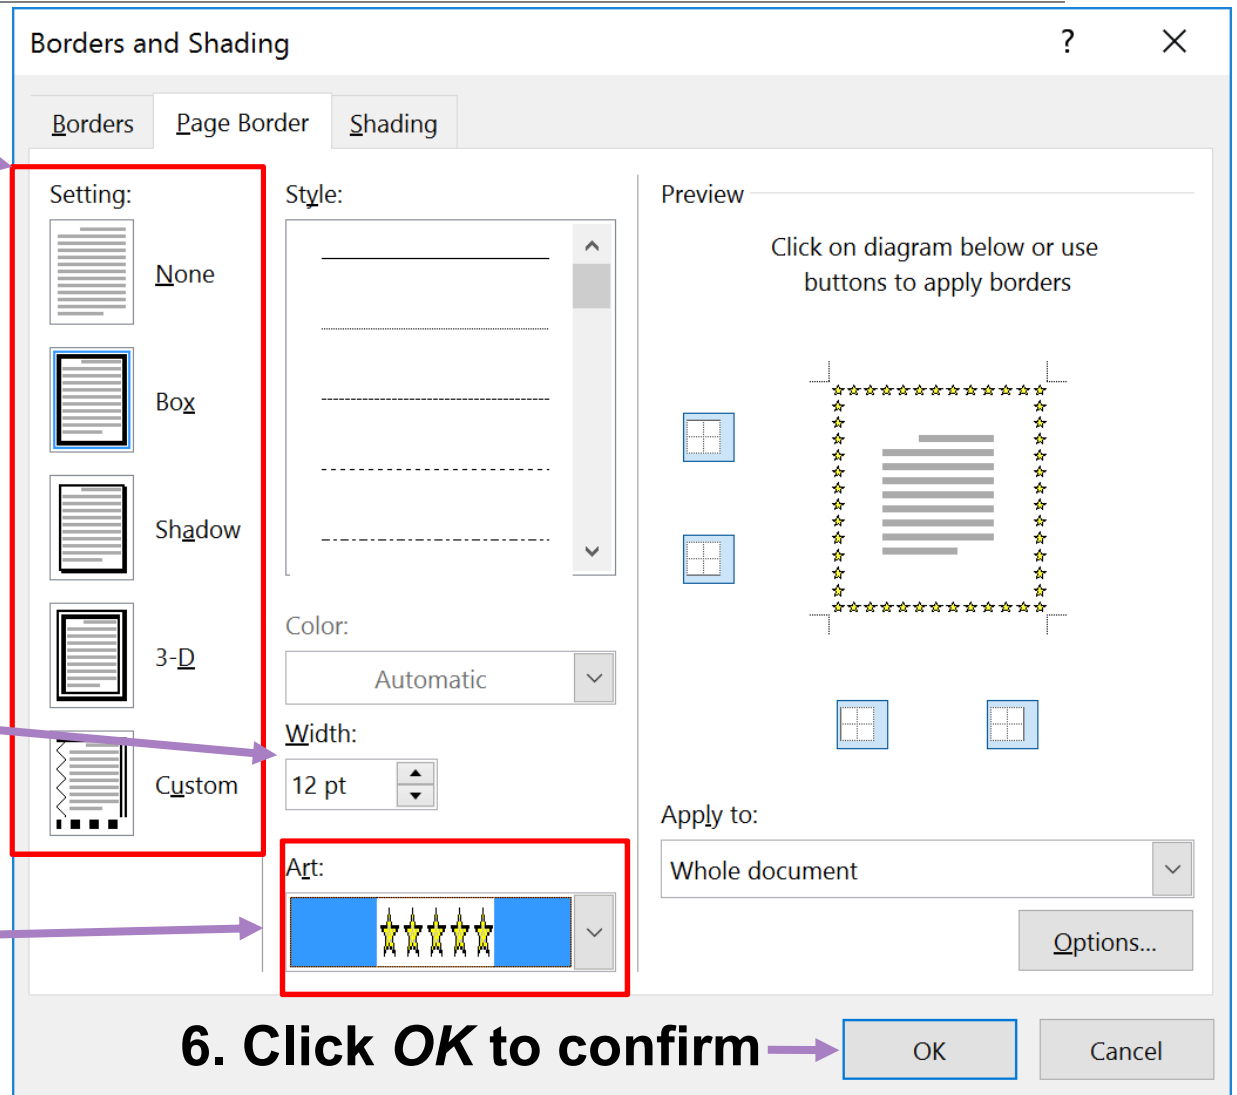 Borders and Shading
?
Borders
Page Border
Shading
Setting:
None
Box
Shadow
3-D
Custom
Style:
Color:
Automatic
Width:
12 pt
Art:
Preview
Click on diagram below or use
buttons to apply borders
Apply to:
Whole document
Options...
6. Click OK to confirm
OK
Cancel